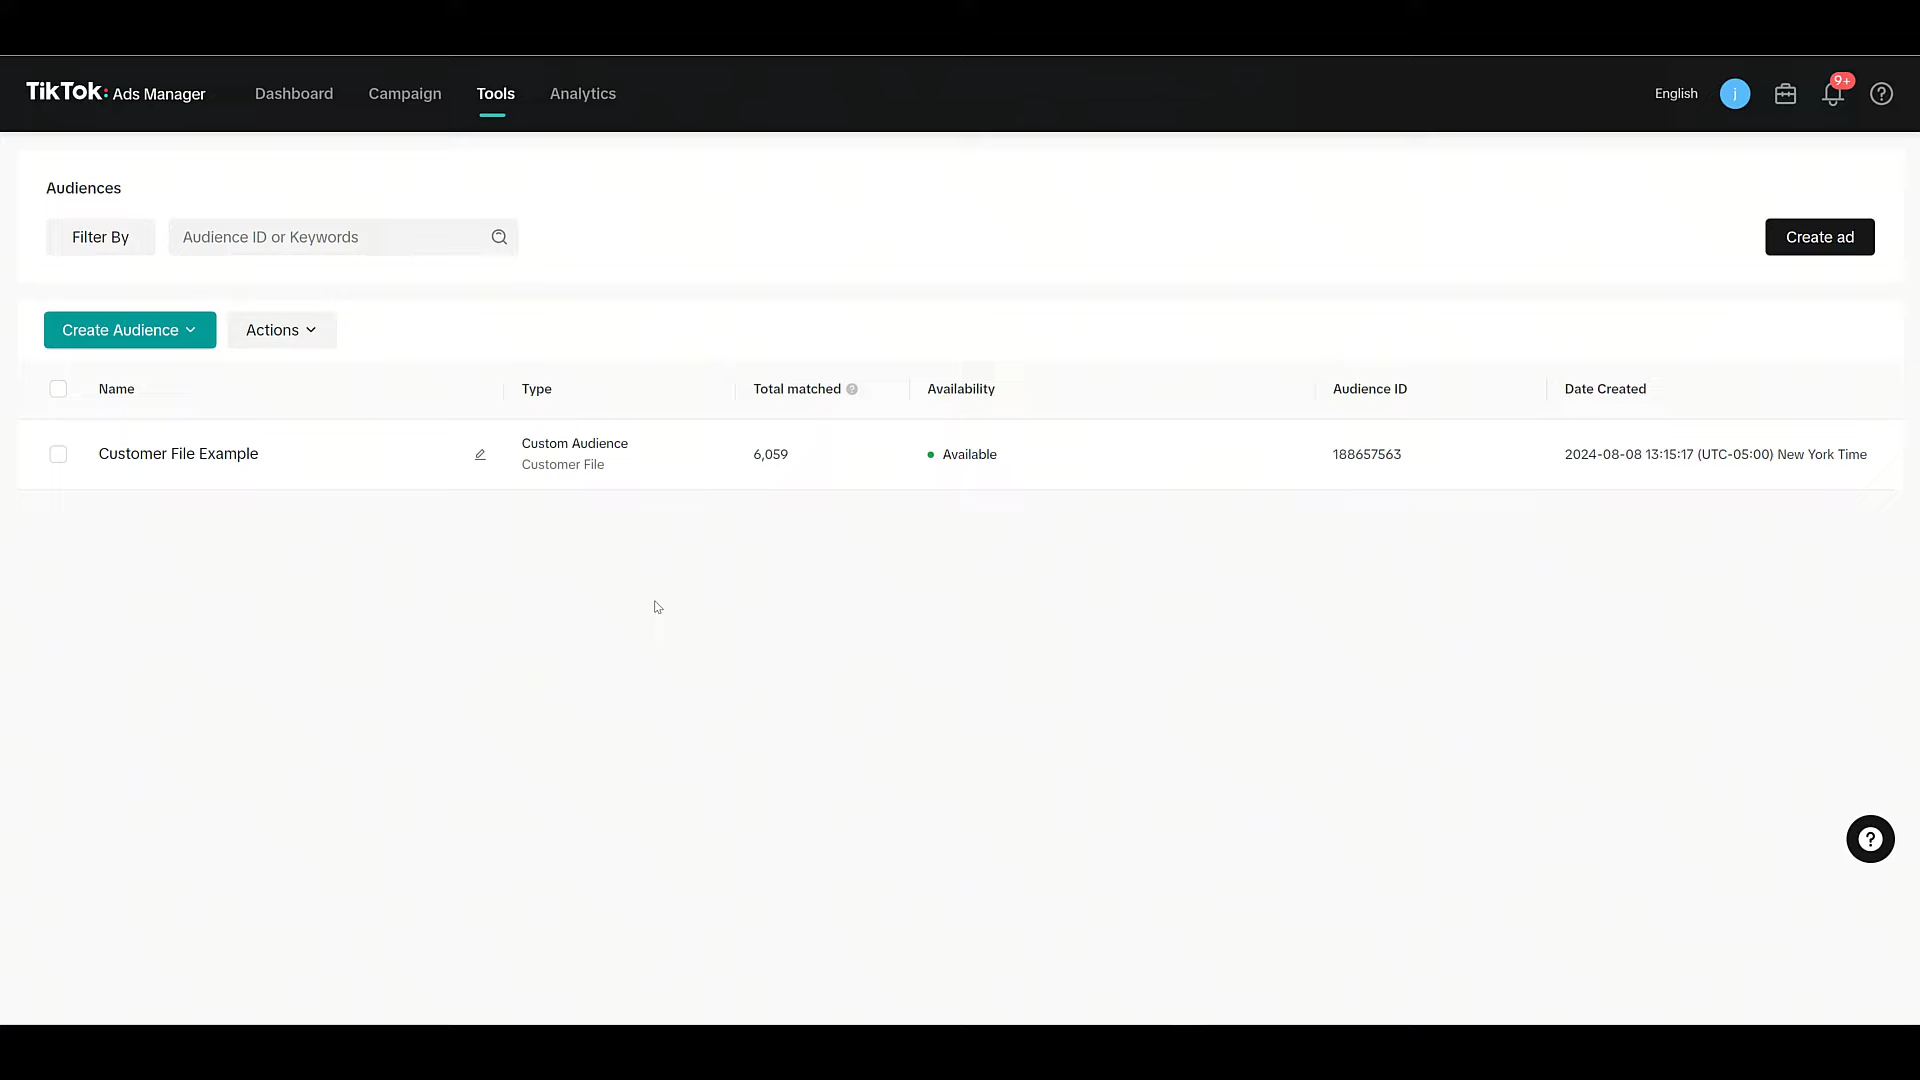 TikTok: Ads Manager Dashboard Campaign Tools Analytics English j 9+
Audiences
Filter By Audience ID or Keywords Create ad
Create Audience Actions
Name Type Total matched Availability Audience ID Date Created
Customer File Example Custom Audience 6,059 Available 188657563 2024-08-08 13:15:17 (UTC-05:00) New York Time
Customer File